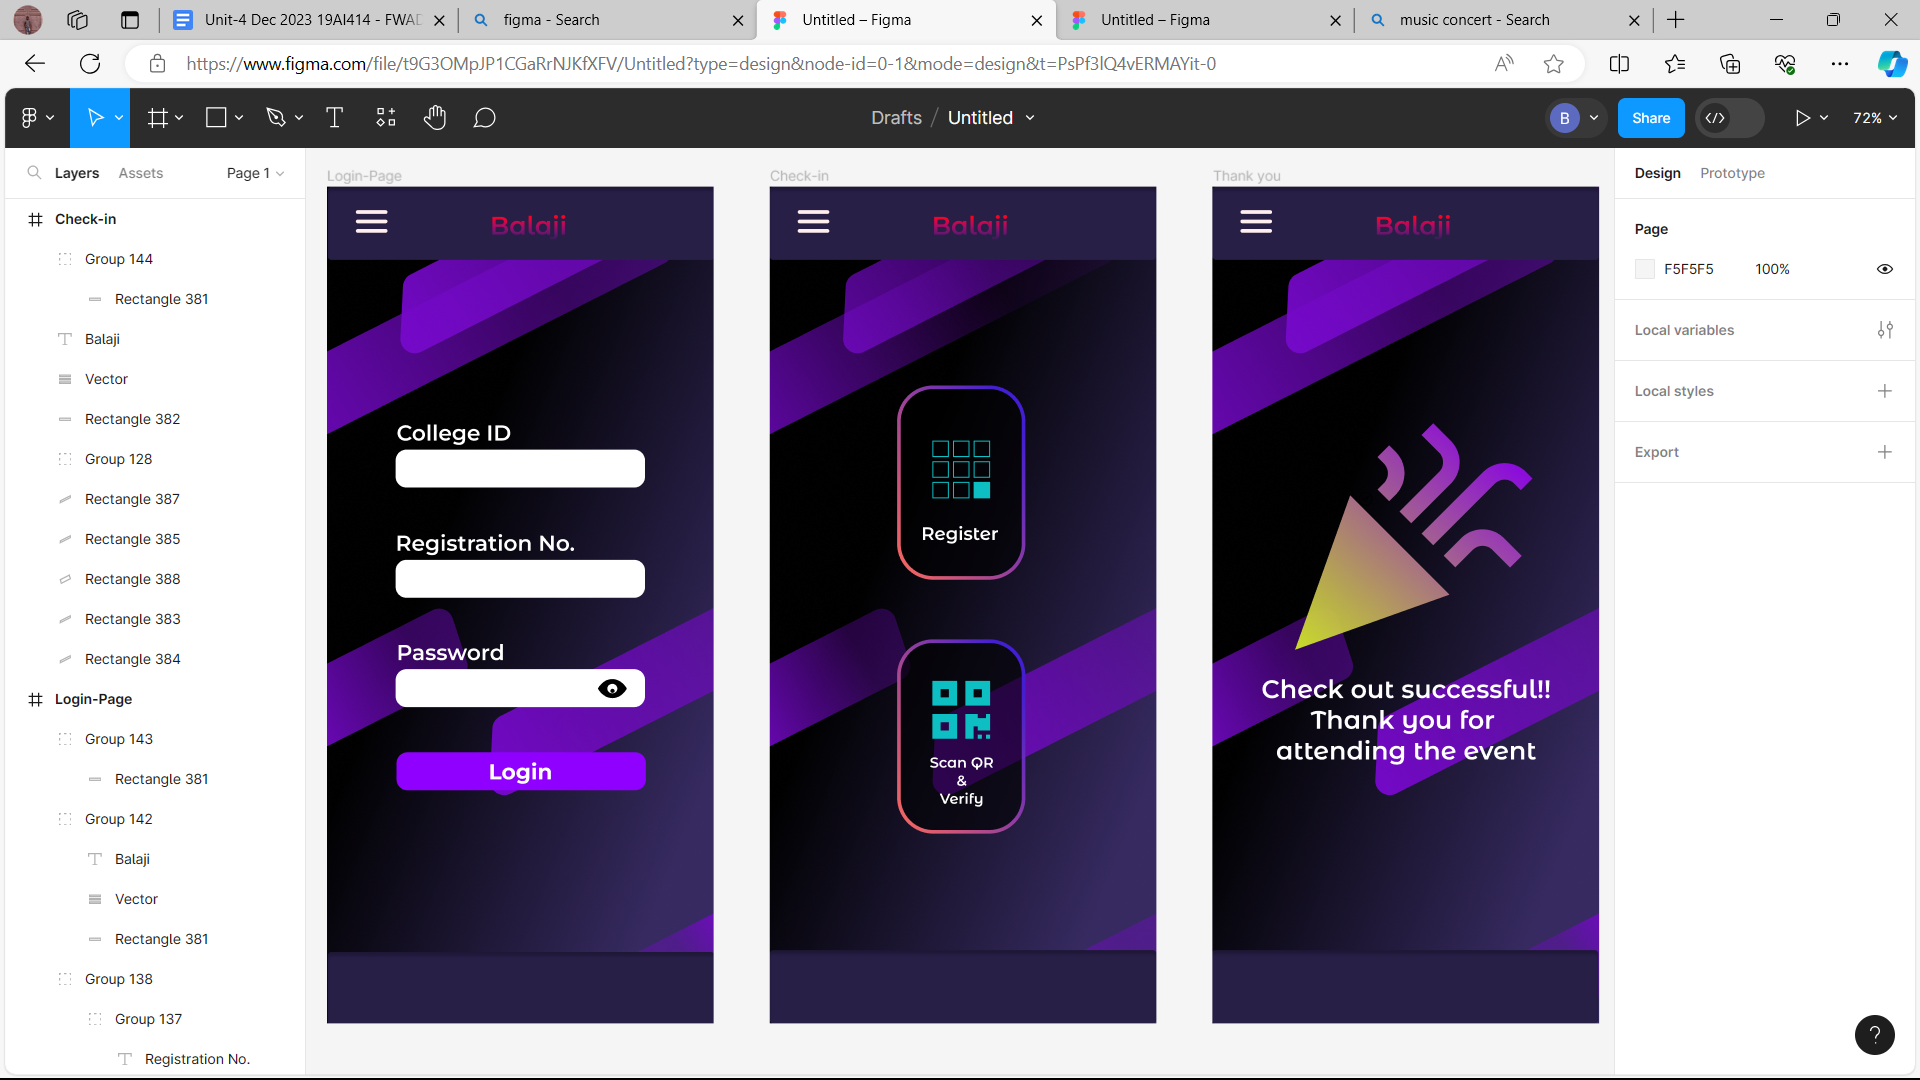 Unit-4 Dec 2023 19AI414 - FWAD
figma - Search
Untitled – Figma
Untitled – Figma
music concert - Search
https://www.figma.com/file/t9G3OMpJP1CGaRrNJKfXFV/Untitled?type=design&node-id=0-1&mode=design&t=PsPf3lQ4vERMAYit-0
Drafts / Untitled
B
Share
72%
Layers
Assets
Page 1
Check-in
Group 144
Rectangle 381
Balaji
Vector
Rectangle 382
Group 128
Rectangle 387
Rectangle 385
Rectangle 388
Rectangle 383
Rectangle 384
Login-Page
Group 143
Rectangle 381
Group 142
Balaji
Vector
Rectangle 381
Group 138
Group 137
Registration No.
Login-Page
Balaji
College ID
Registration No.
Password
Login
Check-in
Balaji
Register
Scan QR
&
Verify
Thank you
Balaji
Check out successful!!
Thank you for
attending the event
Design
Prototype
Page
F5F5F5
100%
Local variables
Local styles
Export
?